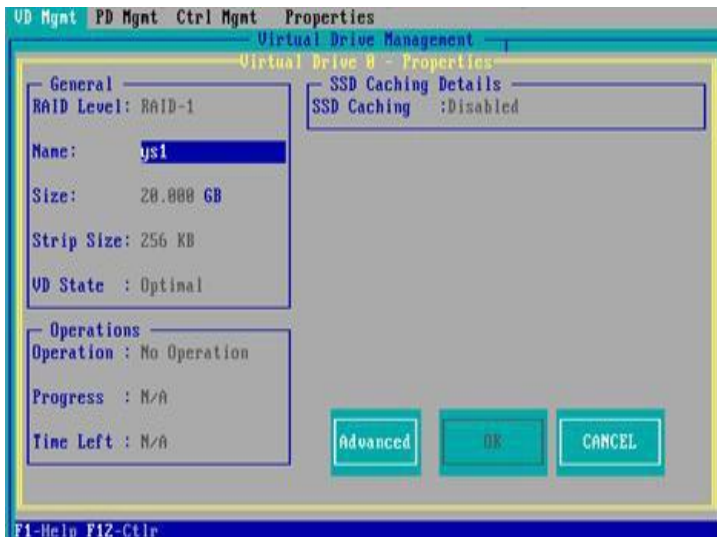 VD Mgmt PD Mgmt Ctrl Mgmt Properties
Virtual Drive Management
Virtual Drive 0 - Properties
General
RAID Level: RAID-1
Name: ys1
Size: 20.000 GB
Strip Size: 256 KB
VD State : Optimal
SSD Caching Details
SSD Caching :Disabled
Operations
Operation : No Operation
Progress : N/A
Time Left : N/A
Advanced
OK
CANCEL
F1-Help F12-Ctlr